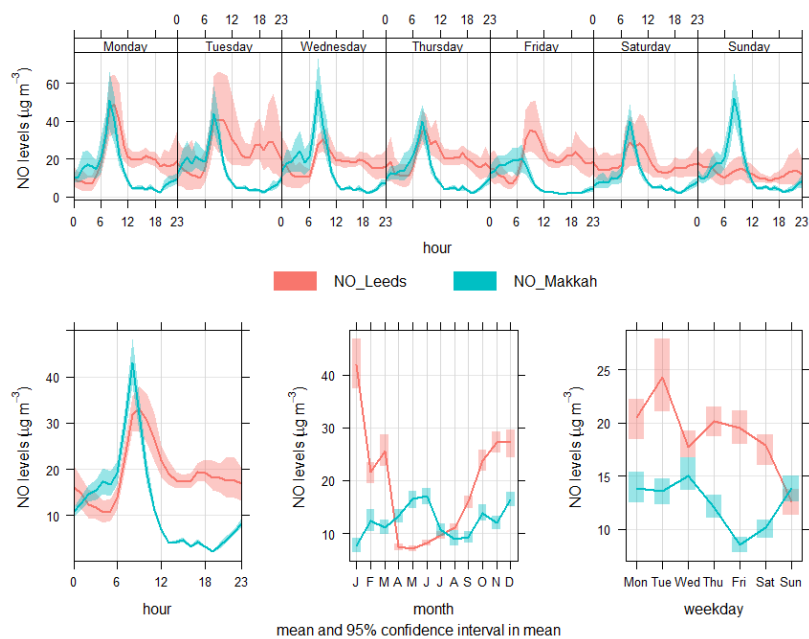 0 6 12 18 23 0 6 12 18 23 0 6 12 18 23
Monday Tuesday Wednesday Thursday Friday Saturday Sunday
NO levels (µg m⁻³)
60
40
20
0
0 6 12 18 23 0 6 12 18 23 0 6 12 18 23 0 6 12 18 23
hour
NO_Leeds NO_Makkah
NO levels (µg m⁻³)
50
40
30
20
10
0 6 12 18 23
hour
NO levels (µg m⁻³)
40
30
20
10
J F M A M J J A S O N D
month
NO levels (µg m⁻³)
25
20
15
10
Mon Tue Wed Thu Fri Sat Sun
weekday
mean and 95% confidence interval in mean